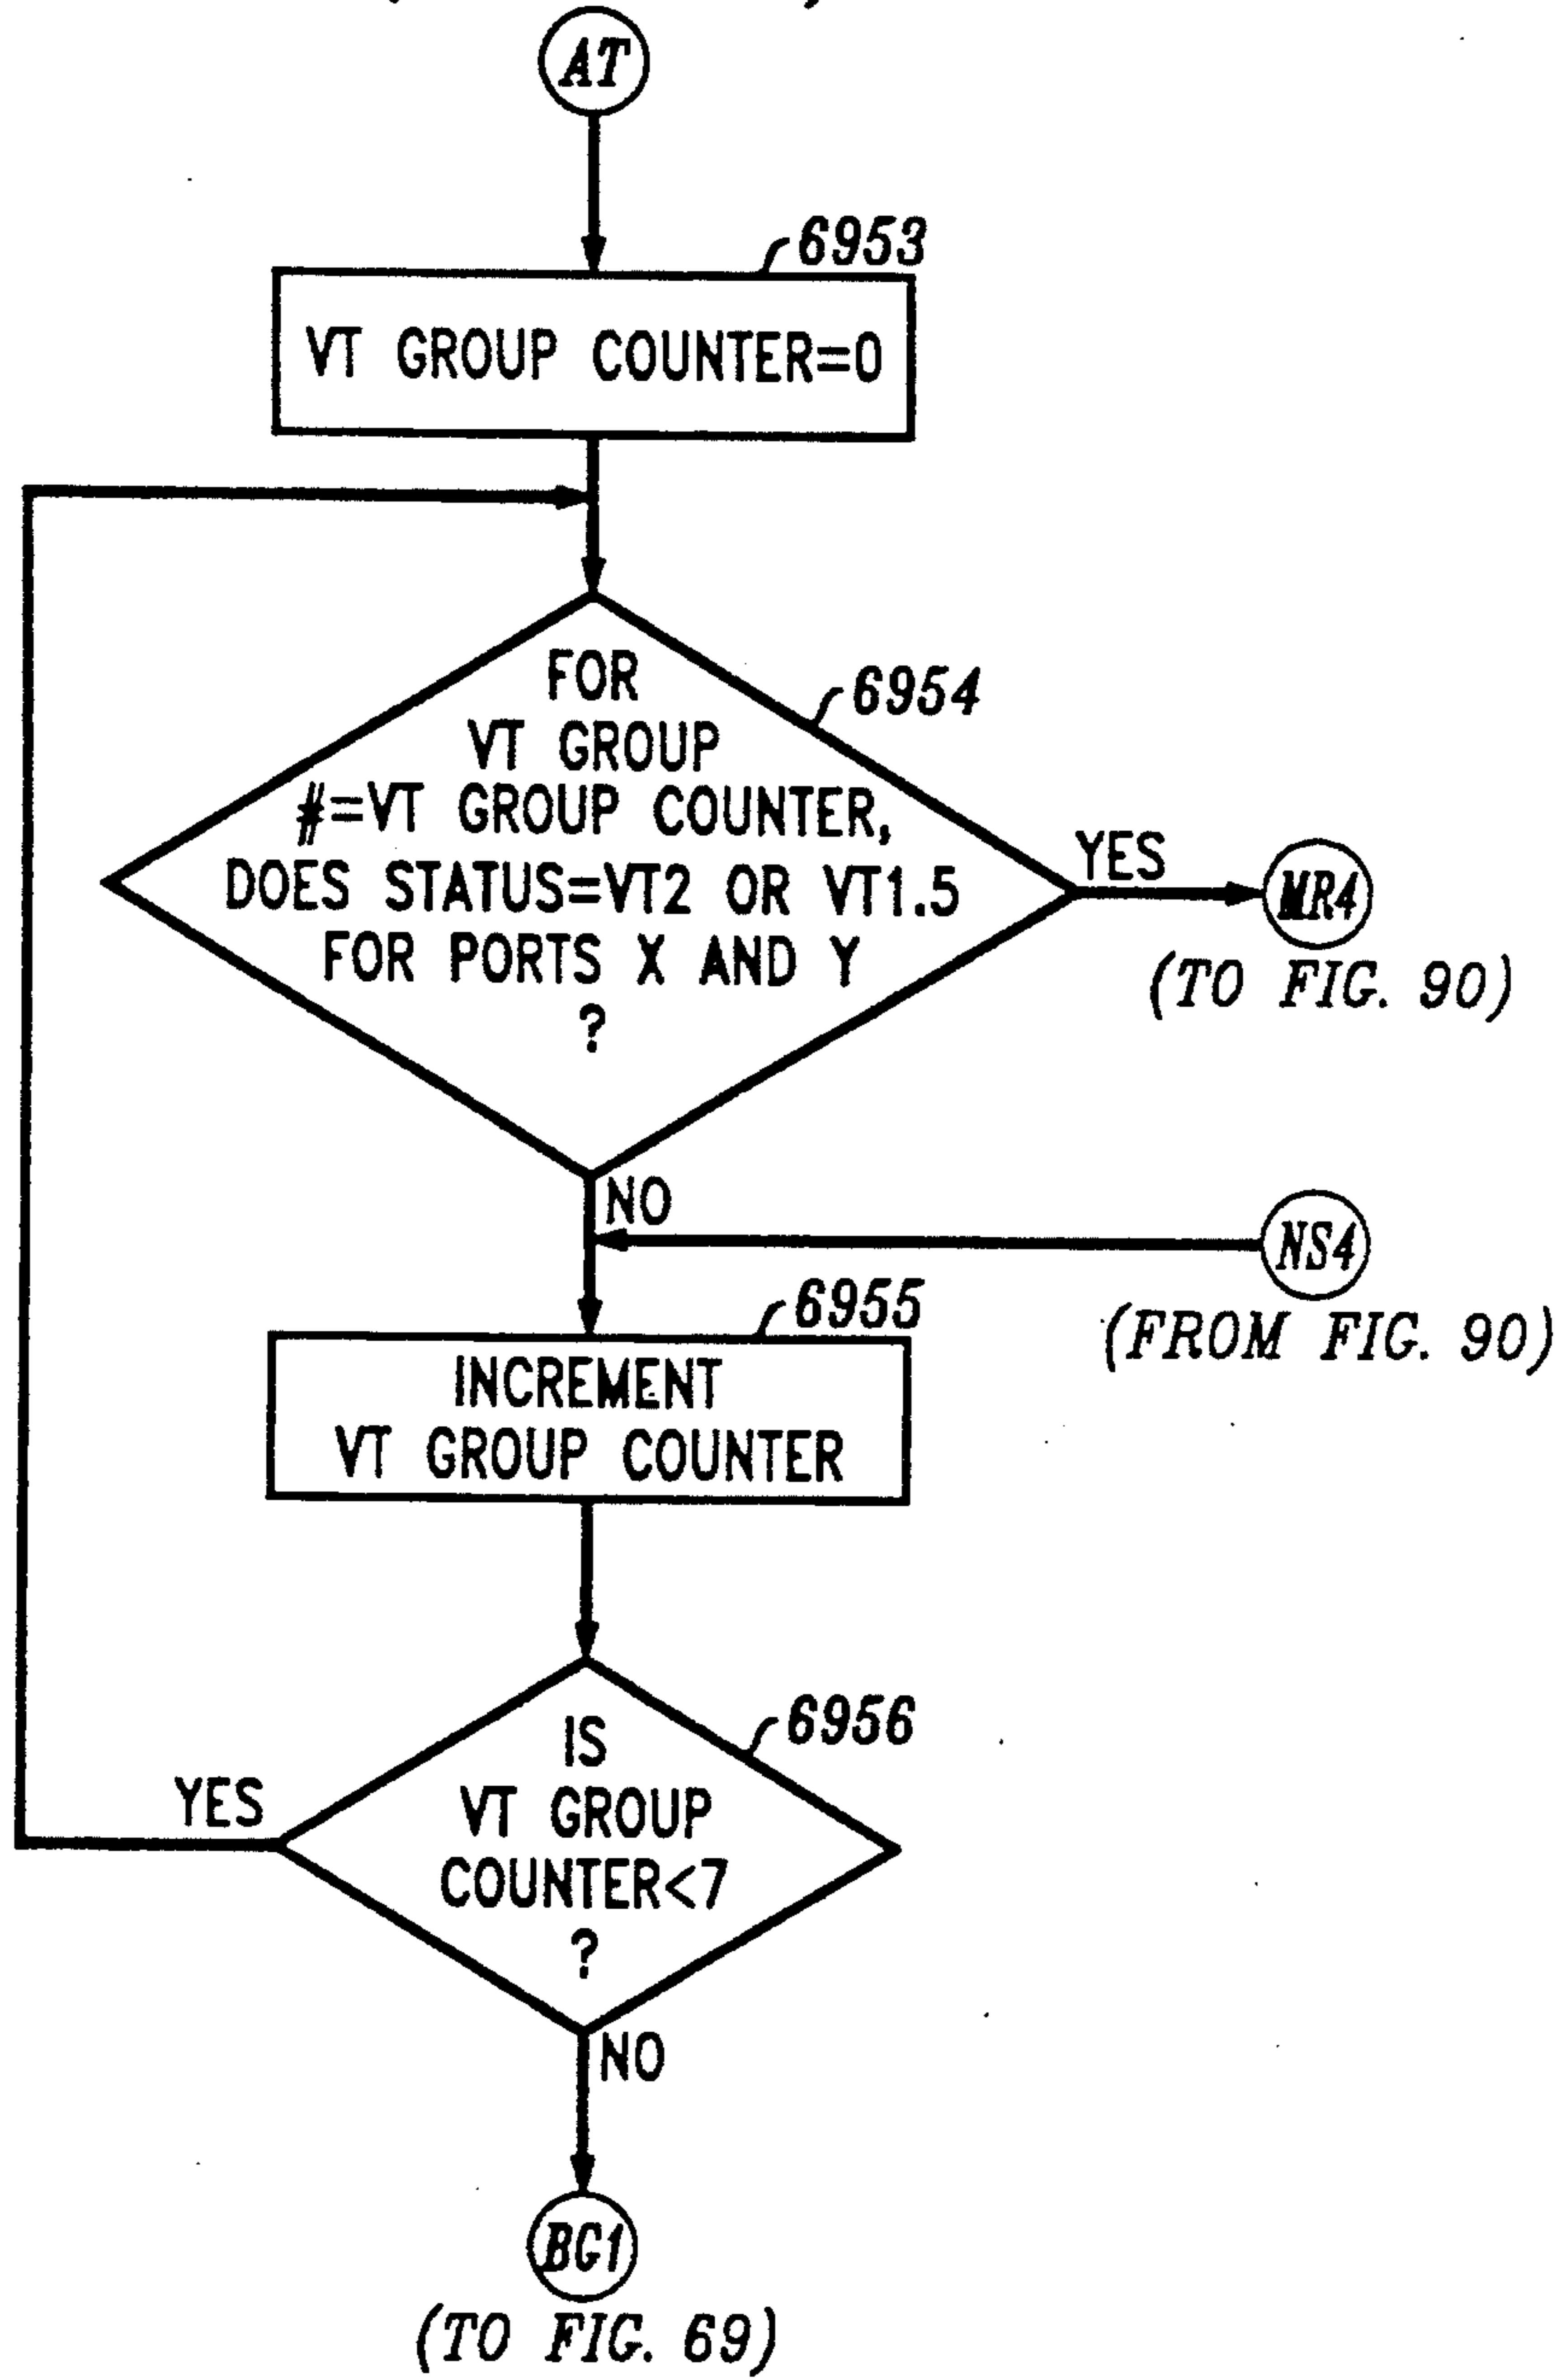 AT
6953
VT GROUP COUNTER=0
6954
FOR
VT GROUP
#=VT GROUP COUNTER,
DOES STATUS=VT2 OR VT1.5
FOR PORTS X AND Y
?
YES
MR4
(TO FIG. 90)
NO
NS4
(FROM FIG. 90)
6955
INCREMENT
VT GROUP COUNTER
6956
IS
VT GROUP
COUNTER<7
?
YES
NO
BG1
(TO FIG. 69)